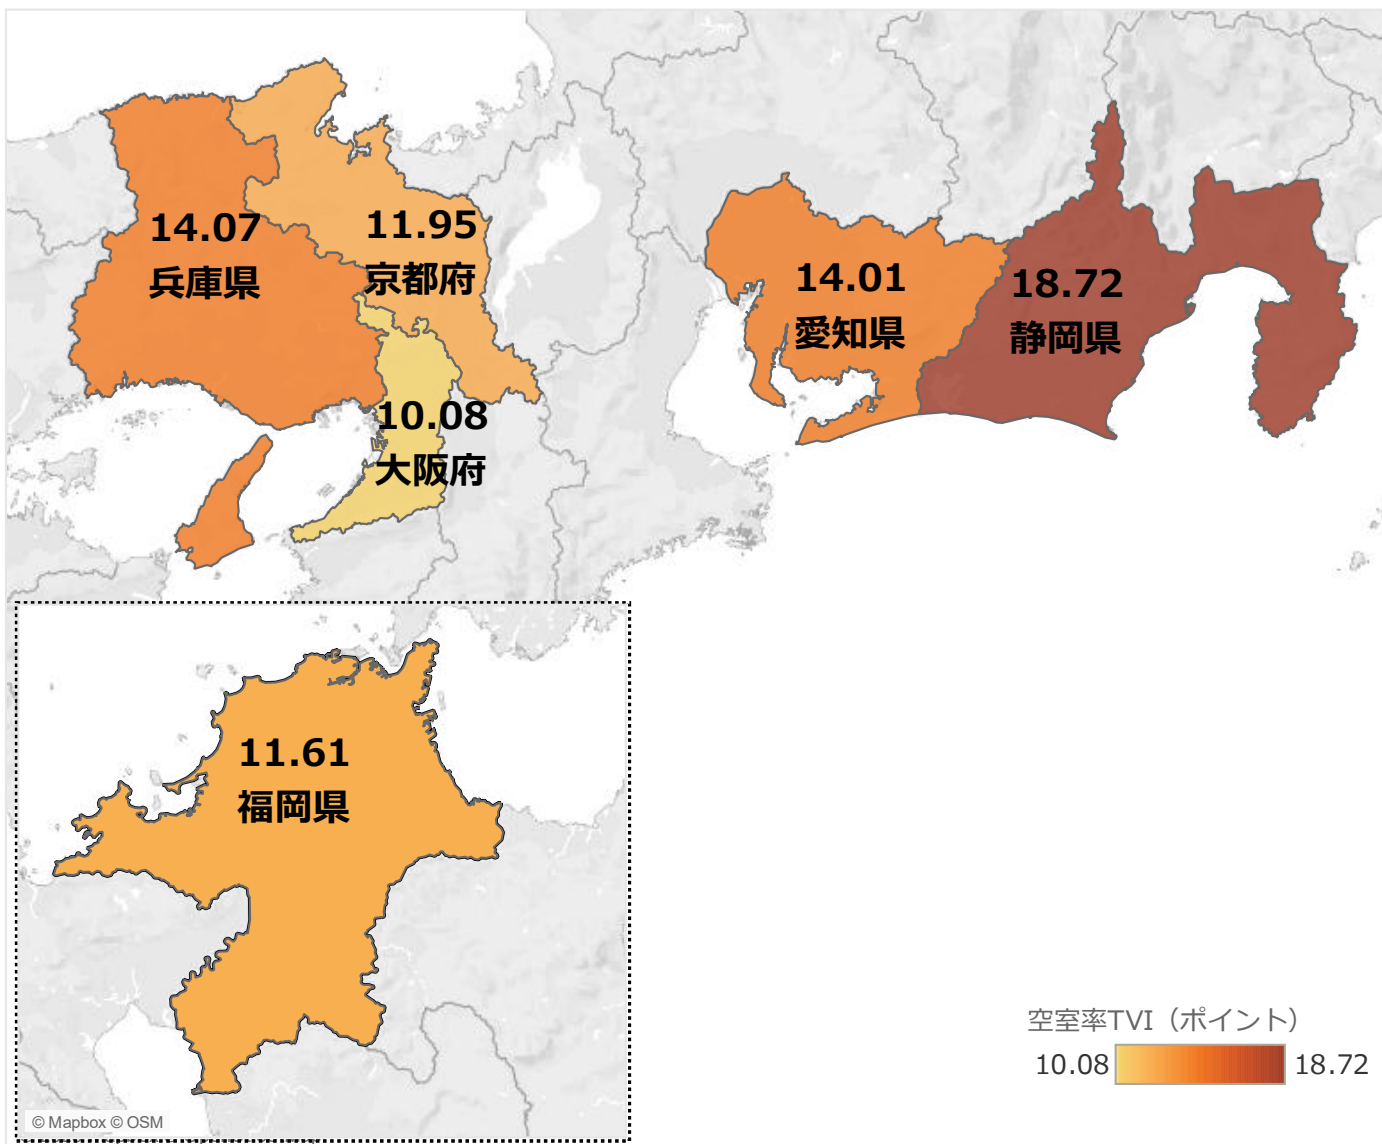 14.07
兵庫県
11.95
京都府
10.08
大阪府
14.01
愛知県
18.72
静岡県
11.61
福岡県
空室率TVI（ポイント）
10.08
18.72
© Mapbox © OSM